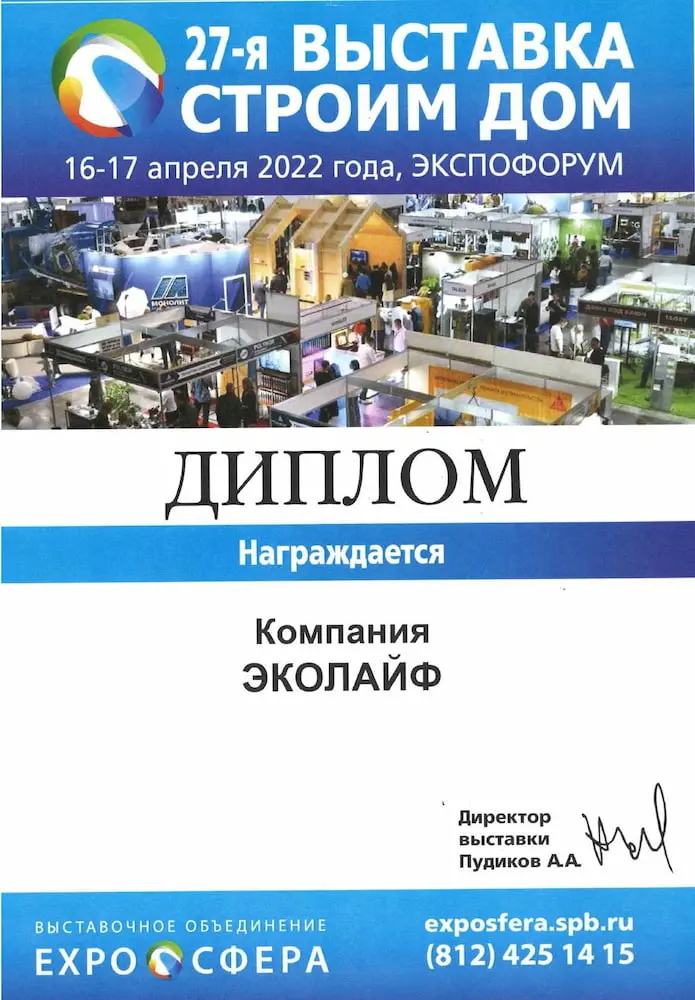 27-я ВЫСТАВКА
СТРОИМ ДОМ
16-17 апреля 2022 года, ЭКСПОФОРУМ
МОНОЛИТ
ДИПЛОМ
Награждается
Компания
ЭКОЛАЙФ
Директор
выставки
Пудиков А.А.
ВЫСТАВОЧНОЕ ОБЪЕДИНЕНИЕ
EXPO СФЕРА
exposfera.spb.ru
(812) 425 14 15